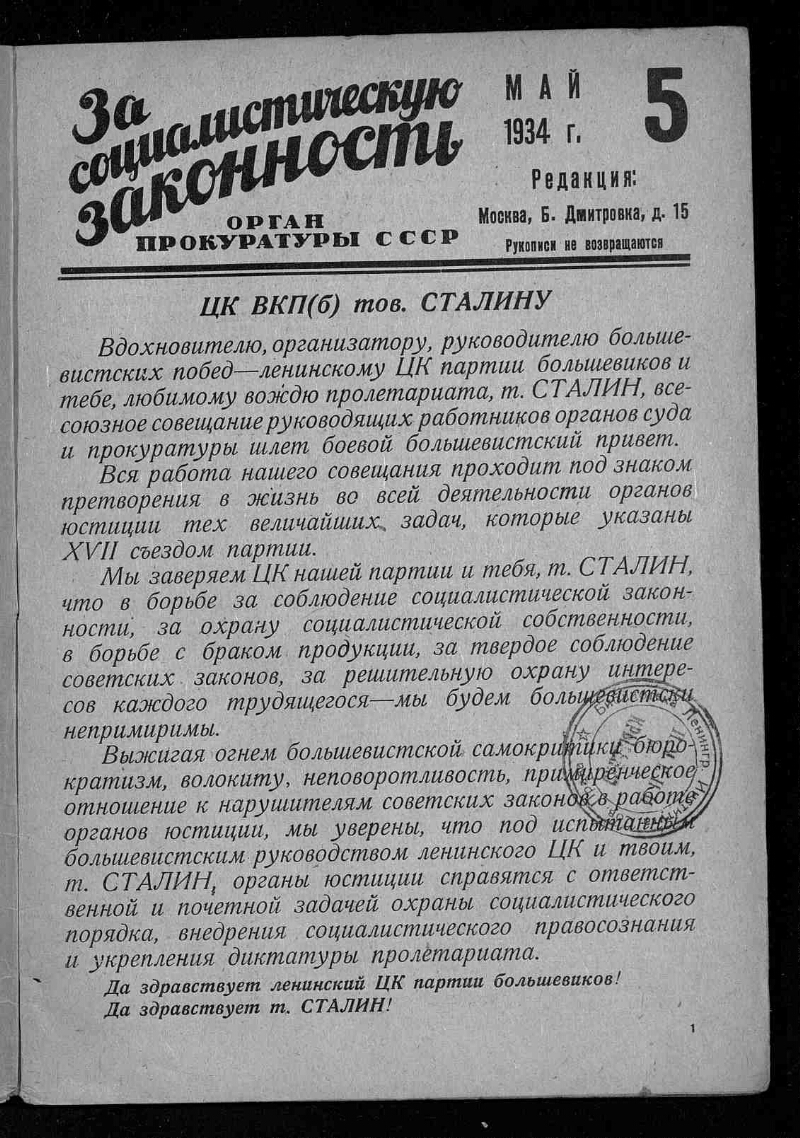 За
социалистическую
законность
ОРГАН
ПРОКУРАТУРЫ СССР
МАЙ
1934 г.
5
Редакция:
Москва, Б. Дмитровка, д. 15
Рукописи не возвращаются
ЦК ВКП(б) тов. СТАЛИНУ
Вдохновителю, организатору, руководителю больше-
вистских побед—ленинскому ЦК партии большевиков и
тебе, любимому вождю пролетариата, т. СТАЛИН, все-
союзное совещание руководящих работников органов суда
и прокуратуры шлет боевой большевистский привет.
Вся работа нашего совещания проходит под знаком
претворения в жизнь во всей деятельности органов
юстиции тех величайших, задач, которые указаны
XVII съездом партии.
Мы заверяем ЦК нашей партии и тебя, т. СТАЛИН,
что в борьбе за соблюдение социалистической закон-
ности, за охрану социалистической собственности,
в борьбе с браком продукции, за твердое соблюдение
советских законов, за решительную охрану интере-
сов каждого трудящегося—мы будем большевистски
непримиримы.
Выжигая огнем большевистской самокритики бюро-
кратизм, волокиту, неповоротливость, примиренческое
отношение к нарушителям советских законов в работе
органов юстиции, мы уверены, что под испытанным
большевистским руководством ленинского ЦК и твоим,
т. СТАЛИН, органы юстиции справятся с ответст-
венной и почетной задачей охраны социалистического
порядка, внедрения социалистического правосознания
и укрепления диктатуры пролетариата.
Да здравствует ленинский ЦК партии большевиков!
Да здравствует т. СТАЛИН!
Ленингр.
1